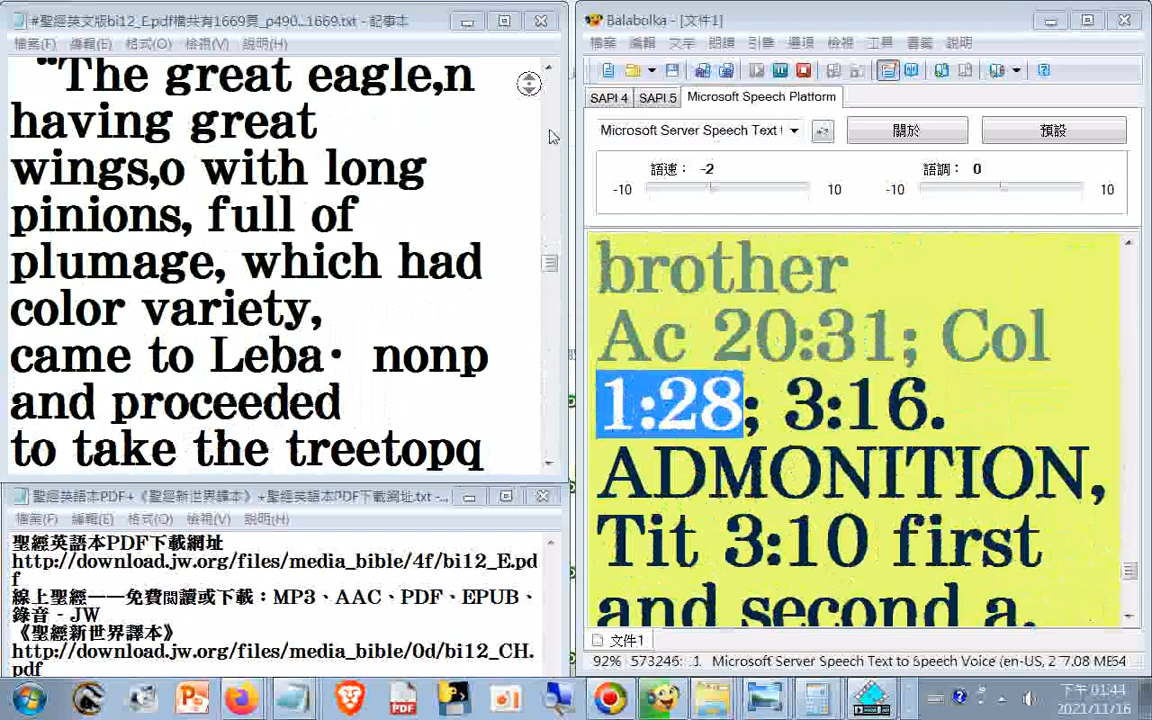 #聖經英文版bi12_E.pdf檔共有1669頁_p490...1669.txt - 記事本
檔案(F) 編輯(E) 格式(O) 檢視(V) 說明(H)
"The great eagle,n
having great
wings,o with long
pinions, full of
plumage, which had
color variety,
came to Leba· nonp
and proceeded
to take the treetopq
聖經英語本PDF+《聖經新世界譯本》+聖經英語本PDF下載網址.txt - ...
檔案(F) 編輯(E) 格式(O) 檢視(V) 說明(H)
聖經英語本PDF下載網址
http://download.jw.org/files/media_bible/4f/bi12_E.pd
f
線上聖經──免費閱讀或下載：MP3、AAC、PDF、EPUB、
錄音 - JW
《聖經新世界譯本》
http://download.jw.org/files/media_bible/0d/bi12_CH.
pdf
Balabolka - [文件1]
檔案 編輯 文字 朗讀 引擎 選項 檢視 工具 書籤 說明
SAPI 4 SAPI 5 Microsoft Speech Platform
Microsoft Server Speech Text 關於 預設
語速： -2 語調： 0
-10 10 -10 10
brother
Ac 20:31; Col
1:28; 3:16.
ADMONITION,
Tit 3:10 first
and second a.
文件1
92% 573246: 1 Microsoft Server Speech Text to Speech Voice (en-US, 2 7.08 ME54
下午 01:44
2021/11/16